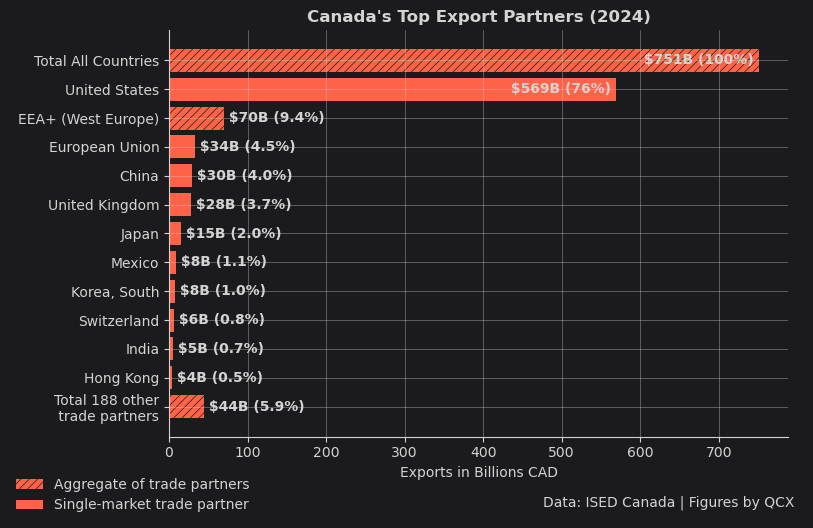 Canada's Top Export Partners (2024)
Total All Countries $751B (100%)
United States $569B (76%)
EEA+ (West Europe) $70B (9.4%)
European Union $34B (4.5%)
China $30B (4.0%)
United Kingdom $28B (3.7%)
Japan $15B (2.0%)
Mexico $8B (1.1%)
Korea, South $8B (1.0%)
Switzerland $6B (0.8%)
India $5B (0.7%)
Hong Kong $4B (0.5%)
Total 188 other
trade partners $44B (5.9%)
0 100 200 300 400 500 600 700
Exports in Billions CAD
Aggregate of trade partners
Single-market trade partner
Data: ISED Canada | Figures by QCX